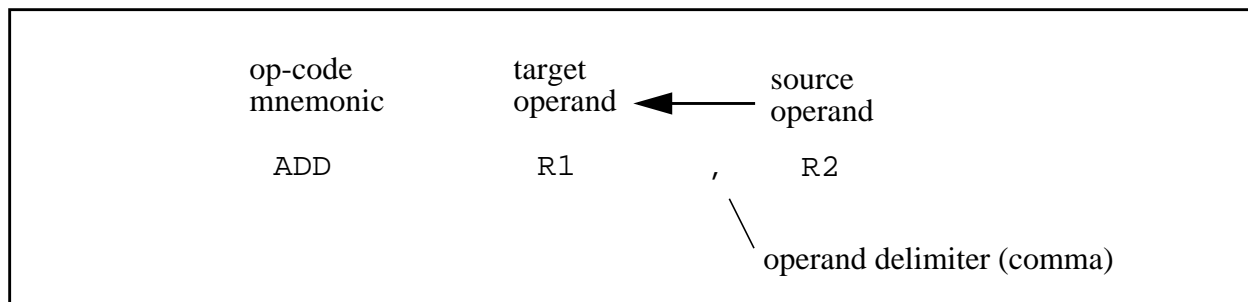 op-code
mnemonic
target
operand
source
operand
ADD R1 , R2
operand delimiter (comma)